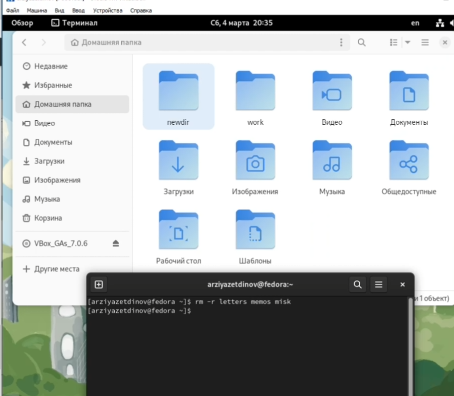 Файл Машина Вид Ввод Устройства Справка
Обзор Терминал Сб, 4 марта 20:35 en
Домашняя папка
Недавние
Избранные
Домашняя папка
Видео
Документы
Загрузки
Изображения
Музыка
Корзина
VBox_GAs_7.0.6
Другие места
newdir work Видео Документы
Загрузки Изображения Музыка Общедоступные
Рабочий стол Шаблоны
1 объект)
arziyazetdinov@fedora:~
[arziyazetdinov@fedora ~]$ rm -r letters memos misk
[arziyazetdinov@fedora ~]$